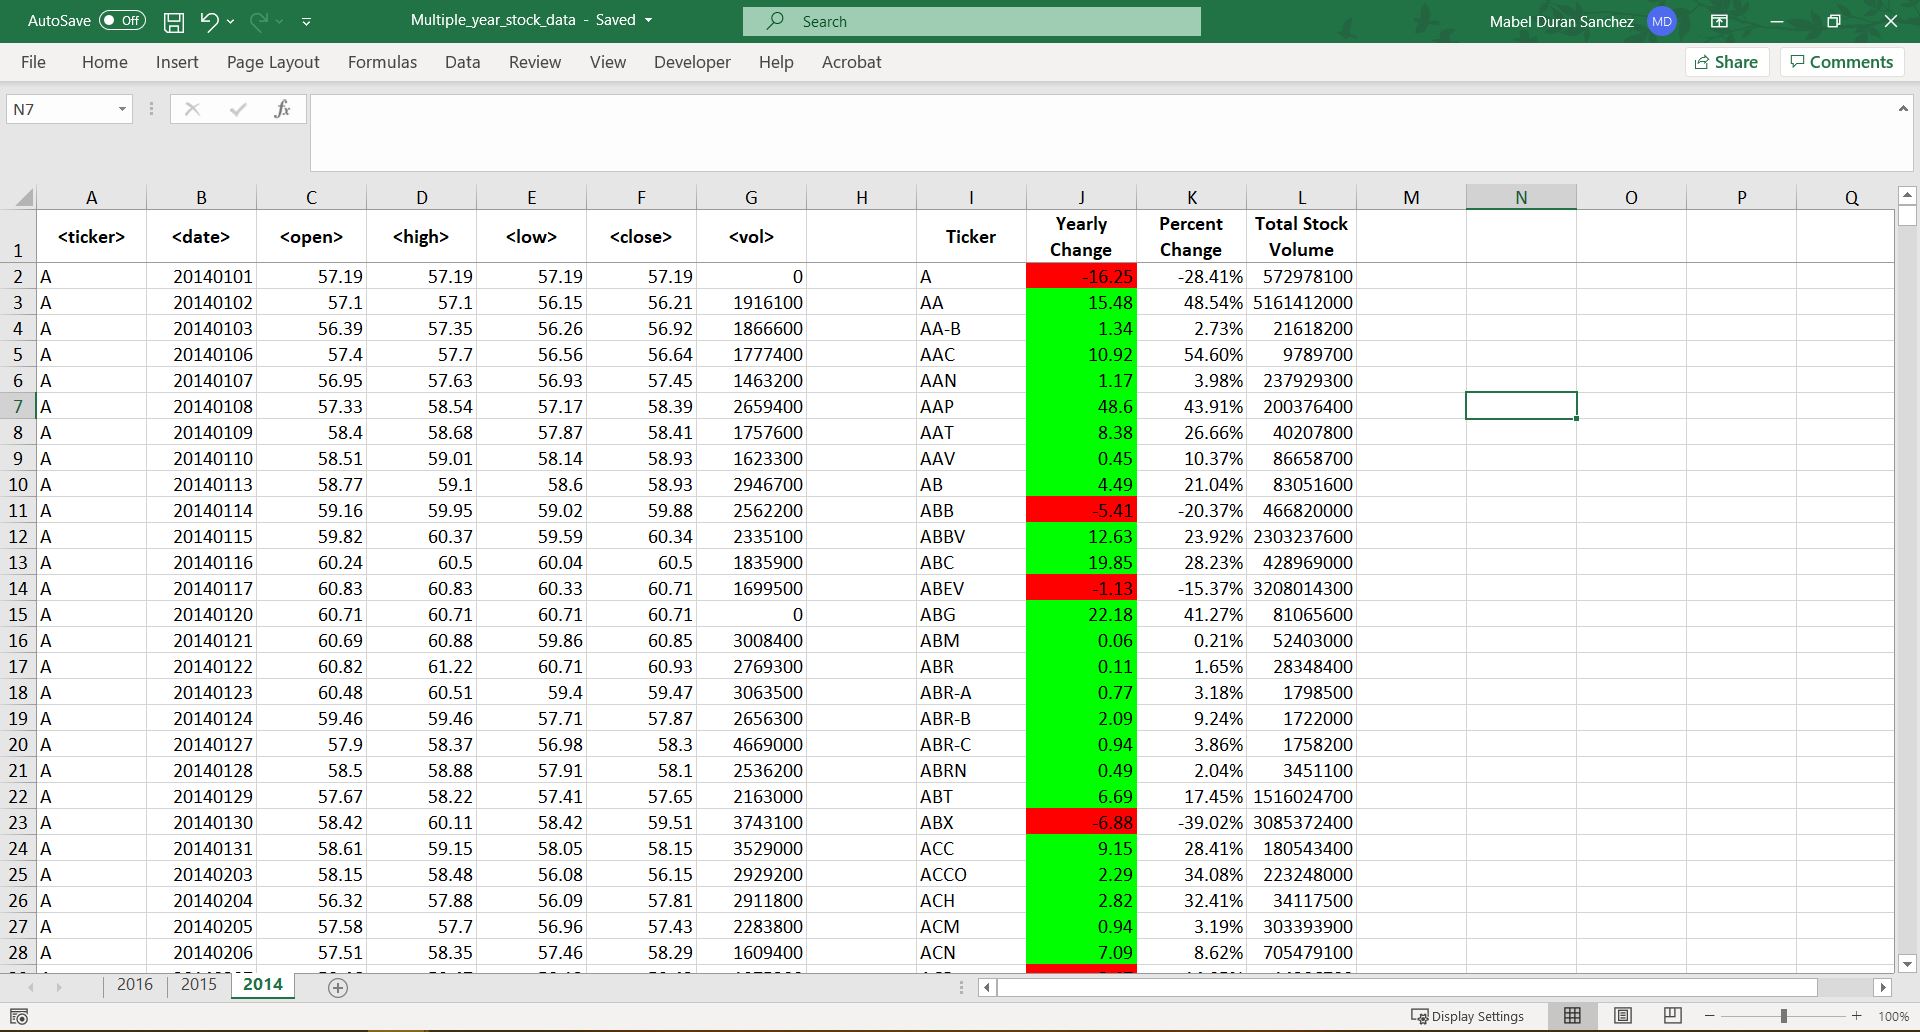 AutoSave Off Multiple_year_stock_data - Saved Search Mabel Duran Sanchez MD
File Home Insert Page Layout Formulas Data Review View Developer Help Acrobat Share Comments
N7 fx
A B C D E F G H I J K L M N O P Q
1 <ticker> <date> <open> <high> <low> <close> <vol> Ticker Yearly Change Percent Change Total Stock Volume
2 A 20140101 57.19 57.19 57.19 57.19 0 A -16.25 -28.41% 572978100
3 A 20140102 57.1 57.1 56.15 56.21 1916100 AA 15.48 48.54% 5161412000
4 A 20140103 56.39 57.35 56.26 56.92 1866600 AA-B 1.34 2.73% 21618200
5 A 20140106 57.4 57.7 56.56 56.64 1777400 AAC 10.92 54.60% 9789700
6 A 20140107 56.95 57.63 56.93 57.45 1463200 AAN 1.17 3.98% 237929300
7 A 20140108 57.33 58.54 57.17 58.39 2659400 AAP 48.6 43.91% 200376400
8 A 20140109 58.4 58.68 57.87 58.41 1757600 AAT 8.38 26.66% 40207800
9 A 20140110 58.51 59.01 58.14 58.93 1623300 AAV 0.45 10.37% 86658700
10 A 20140113 58.77 59.1 58.6 58.93 2946700 AB 4.49 21.04% 83051600
11 A 20140114 59.16 59.95 59.02 59.88 2562200 ABB -5.41 -20.37% 466820000
12 A 20140115 59.82 60.37 59.59 60.34 2335100 ABBV 12.63 23.92% 2303237600
13 A 20140116 60.24 60.5 60.04 60.5 1835900 ABC 19.85 28.23% 428969000
14 A 20140117 60.83 60.83 60.33 60.71 1699500 ABEV -1.13 -15.37% 3208014300
15 A 20140120 60.71 60.71 60.71 60.71 0 ABG 22.18 41.27% 81065600
16 A 20140121 60.69 60.88 59.86 60.85 3008400 ABM 0.06 0.21% 52403000
17 A 20140122 60.82 61.22 60.71 60.93 2769300 ABR 0.11 1.65% 28348400
18 A 20140123 60.48 60.51 59.4 59.47 3063500 ABR-A 0.77 3.18% 1798500
19 A 20140124 59.46 59.46 57.71 57.87 2656300 ABR-B 2.09 9.24% 1722000
20 A 20140127 57.9 58.37 56.98 58.3 4669000 ABR-C 0.94 3.86% 1758200
21 A 20140128 58.5 58.88 57.91 58.1 2536200 ABRN 0.49 2.04% 3451100
22 A 20140129 57.67 58.22 57.41 57.65 2163000 ABT 6.69 17.45% 1516024700
23 A 20140130 58.42 60.11 58.42 59.51 3743100 ABX -6.88 -39.02% 3085372400
24 A 20140131 58.61 59.15 58.05 58.15 3529000 ACC 9.15 28.41% 180543400
25 A 20140203 58.15 58.48 56.08 56.15 2929200 ACCO 2.29 34.08% 223248000
26 A 20140204 56.32 57.88 56.09 57.81 2911800 ACH 2.82 32.41% 34117500
27 A 20140205 57.58 57.7 56.96 57.43 2283800 ACM 0.94 3.19% 303393900
28 A 20140206 57.51 58.35 57.46 58.29 1609400 ACN 7.09 8.62% 705479100
2016 2015 2014
Display Settings 100%